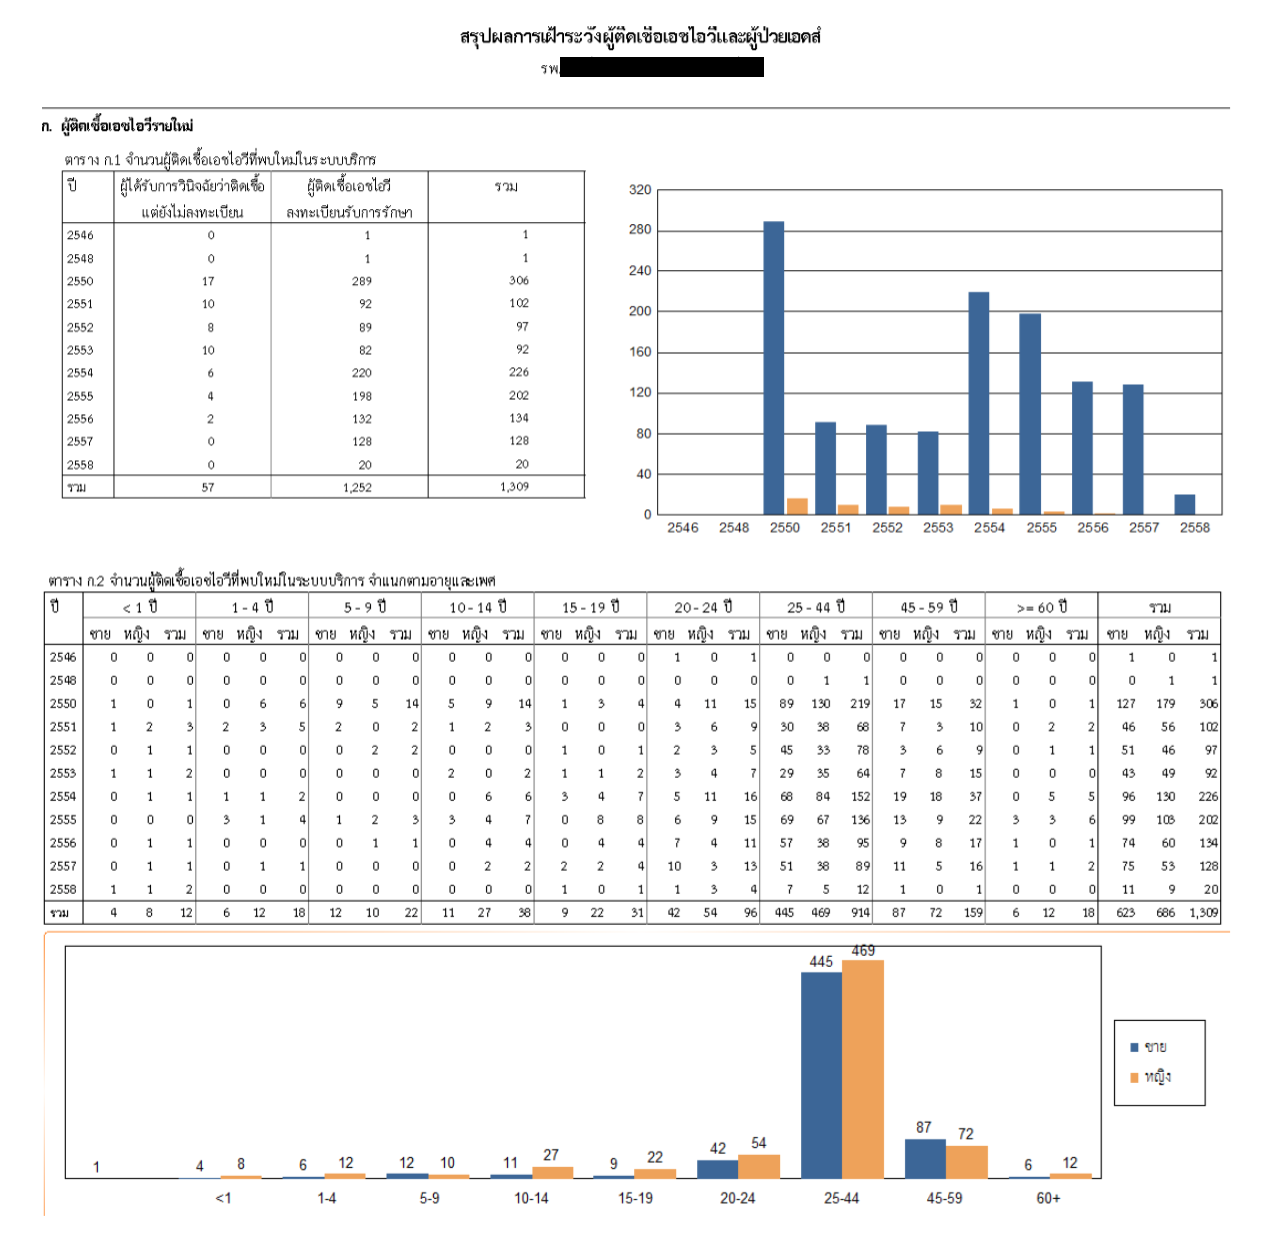 สรุปผลการเฝ้าระวังผู้ติดเชื้อเอชไอวีและผู้ป่วยเอดส์
รพ.
ก. ผู้ติดเชื้อเอชไอวีรายใหม่
ตาราง ก.1 จำนวนผู้ติดเชื้อเอชไอวีที่พบใหม่ในระบบบริการ
ปี ผู้ได้รับการวินิจฉัยว่าติดเชื้อ ผู้ติดเชื้อเอชไอวี รวม
แต่ยังไม่ลงทะเบียน ลงทะเบียนรับการรักษา
2546 0 1 1
2548 0 1 1
2550 17 289 306
2551 10 92 102
2552 8 89 97
2553 10 82 92
2554 6 220 226
2555 4 198 202
2556 2 132 134
2557 0 128 128
2558 0 20 20
รวม 57 1,252 1,309
320
280
240
200
160
120
80
40
0
2546 2548 2550 2551 2552 2553 2554 2555 2556 2557 2558
ตาราง ก.2 จำนวนผู้ติดเชื้อเอชไอวีที่พบใหม่ในระบบบริการ จำแนกตามอายุและเพศ
ปี < 1 ปี 1 - 4 ปี 5 - 9 ปี 10 - 14 ปี 15 - 19 ปี 20 - 24 ปี 25 - 44 ปี 45 - 59 ปี >= 60 ปี รวม
ชาย หญิง รวม ชาย หญิง รวม ชาย หญิง รวม ชาย หญิง รวม ชาย หญิง รวม ชาย หญิง รวม ชาย หญิง รวม ชาย หญิง รวม ชาย หญิง รวม ชาย หญิง รวม
2546 0 0 0 0 0 0 0 0 0 0 0 0 0 0 0 1 0 1 0 0 0 0 0 0 0 0 0 1 0 1
2548 0 0 0 0 0 0 0 0 0 0 0 0 0 0 0 0 0 0 0 1 1 0 0 0 0 0 0 0 1 1
2550 1 0 1 0 6 6 9 5 14 5 9 14 1 3 4 4 11 15 89 130 219 17 15 32 1 0 1 127 179 306
2551 1 2 3 2 3 5 2 0 2 1 2 3 0 0 0 3 6 9 30 38 68 7 3 10 0 2 2 46 56 102
2552 0 1 1 0 0 0 0 2 2 0 0 0 1 0 1 2 3 5 45 33 78 3 6 9 0 1 1 51 46 97
2553 1 1 2 0 0 0 0 0 0 2 0 2 1 1 2 3 4 7 29 35 64 7 8 15 0 0 0 43 49 92
2554 0 1 1 1 1 2 0 0 0 0 6 6 3 4 7 5 11 16 68 84 152 19 18 37 0 5 5 96 130 226
2555 0 0 0 3 1 4 1 2 3 3 4 7 0 8 8 6 9 15 69 67 136 13 9 22 3 3 6 99 103 202
2556 0 1 1 0 0 0 0 1 1 0 4 4 0 4 4 7 4 11 57 38 95 9 8 17 1 0 1 74 60 134
2557 0 1 1 0 1 1 0 0 0 0 2 2 2 2 4 10 3 13 51 38 89 11 5 16 1 1 2 75 53 128
2558 1 1 2 0 0 0 0 0 0 0 0 0 1 0 1 1 3 4 7 5 12 1 0 1 0 0 0 11 9 20
รวม 4 8 12 6 12 18 12 10 22 11 27 38 9 22 31 42 54 96 445 469 914 87 72 159 6 12 18 623 686 1,309
1 4 8 6 12 12 10 11 27 9 22 42 54 445 469 87 72 6 12
<1 1-4 5-9 10-14 15-19 20-24 25-44 45-59 60+
ชาย
หญิง